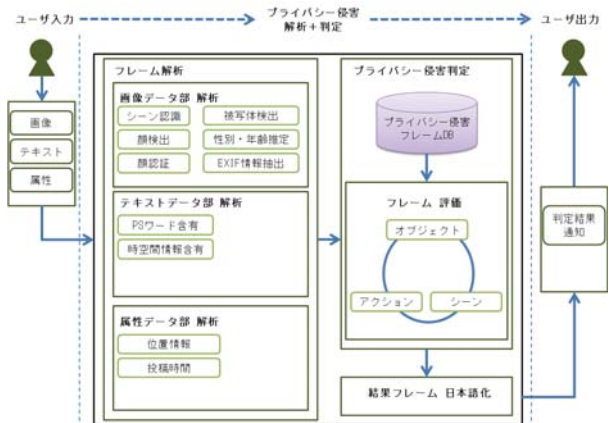 ユーザ入力
プライバシー侵害
解析＋判定
ユーザ出力
画像
テキスト
属性
フレーム解析
画像データ部 解析
シーン認識
被写体検出
顔検出
性別・年齢推定
顔認証
EXIF情報抽出
テキストデータ部 解析
PSワード含有
時空間情報含有
属性データ部 解析
位置情報
投稿時間
プライバシー侵害判定
プライバシー侵害
フレームDB
フレーム 評価
オブジェクト
アクション
シーン
結果フレーム 日本語化
判定結果
通知